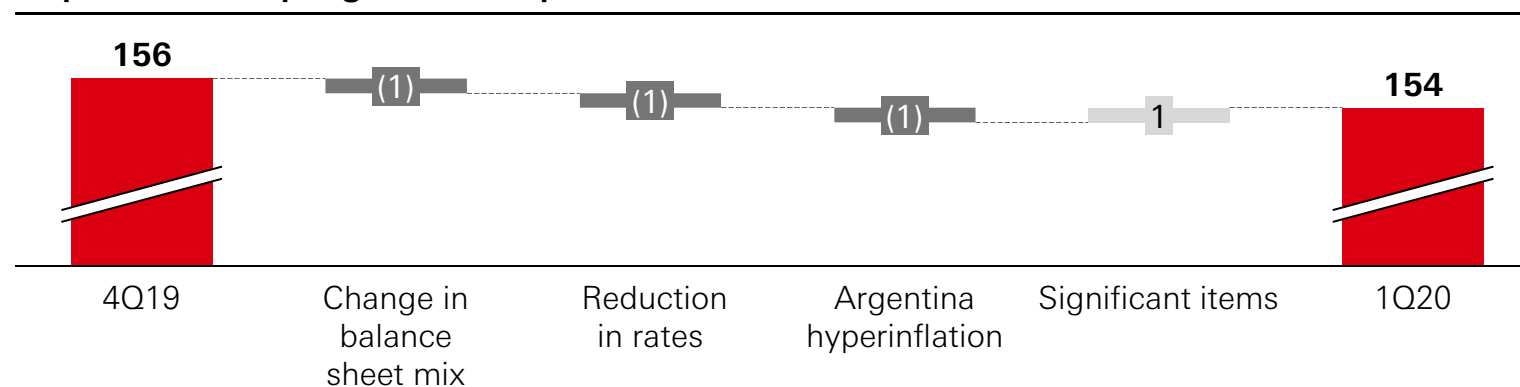 156
(1)
(1)
(1)
1
154
4Q19
Change in
balance
sheet mix
Reduction
in rates
Argentina
hyperinflation
Significant items
1Q20